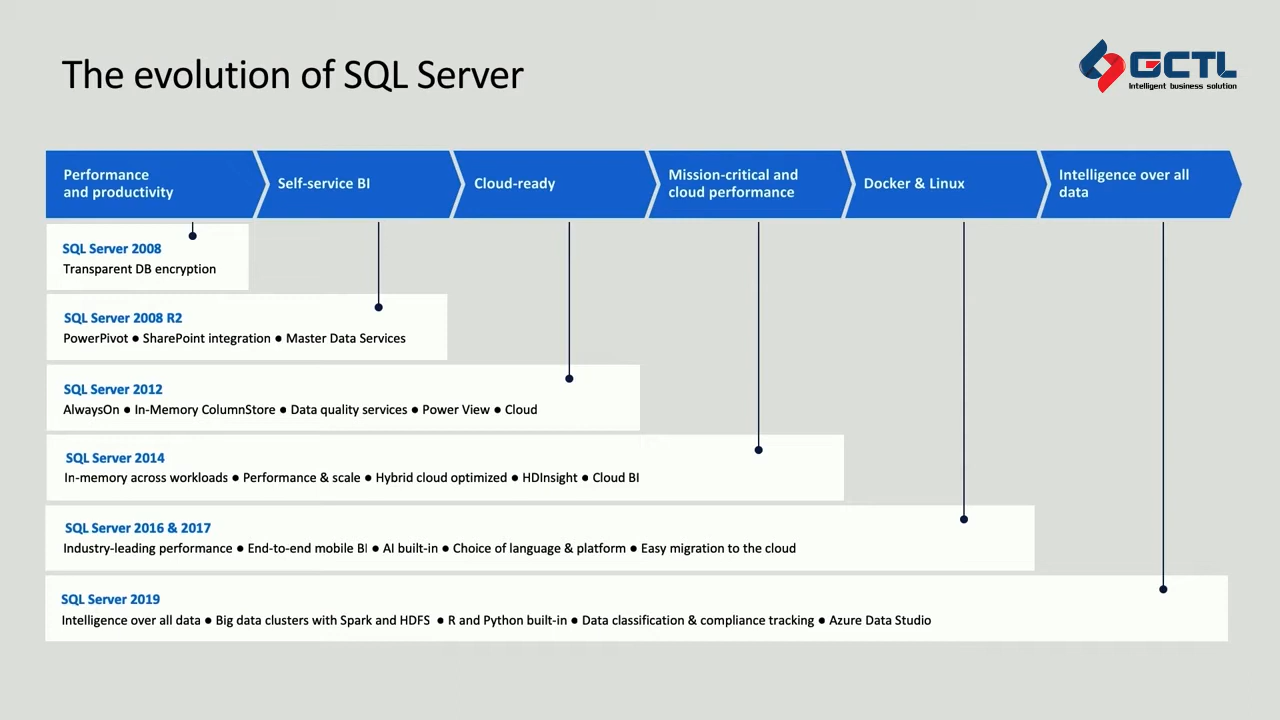 The evolution of SQL Server
GCTL
Intelligent business solution
Performance
and productivity
Self-service BI
Cloud-ready
Mission-critical and
cloud performance
Docker & Linux
Intelligence over all
data
SQL Server 2008
Transparent DB encryption
SQL Server 2008 R2
PowerPivot ● SharePoint integration ● Master Data Services
SQL Server 2012
AlwaysOn ● In-Memory ColumnStore ● Data quality services ● Power View ● Cloud
SQL Server 2014
In-memory across workloads ● Performance & scale ● Hybrid cloud optimized ● HDInsight ● Cloud BI
SQL Server 2016 & 2017
Industry-leading performance ● End-to-end mobile BI ● AI built-in ● Choice of language & platform ● Easy migration to the cloud
SQL Server 2019
Intelligence over all data ● Big data clusters with Spark and HDFS ● R and Python built-in ● Data classification & compliance tracking ● Azure Data Studio